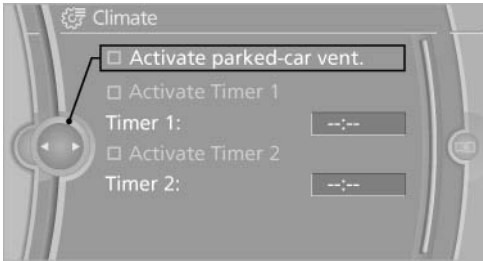 Climate
☐ Activate parked-car vent.
☐ Activate Timer 1
Timer 1: --:--
☐ Activate Timer 2
Timer 2: --:--